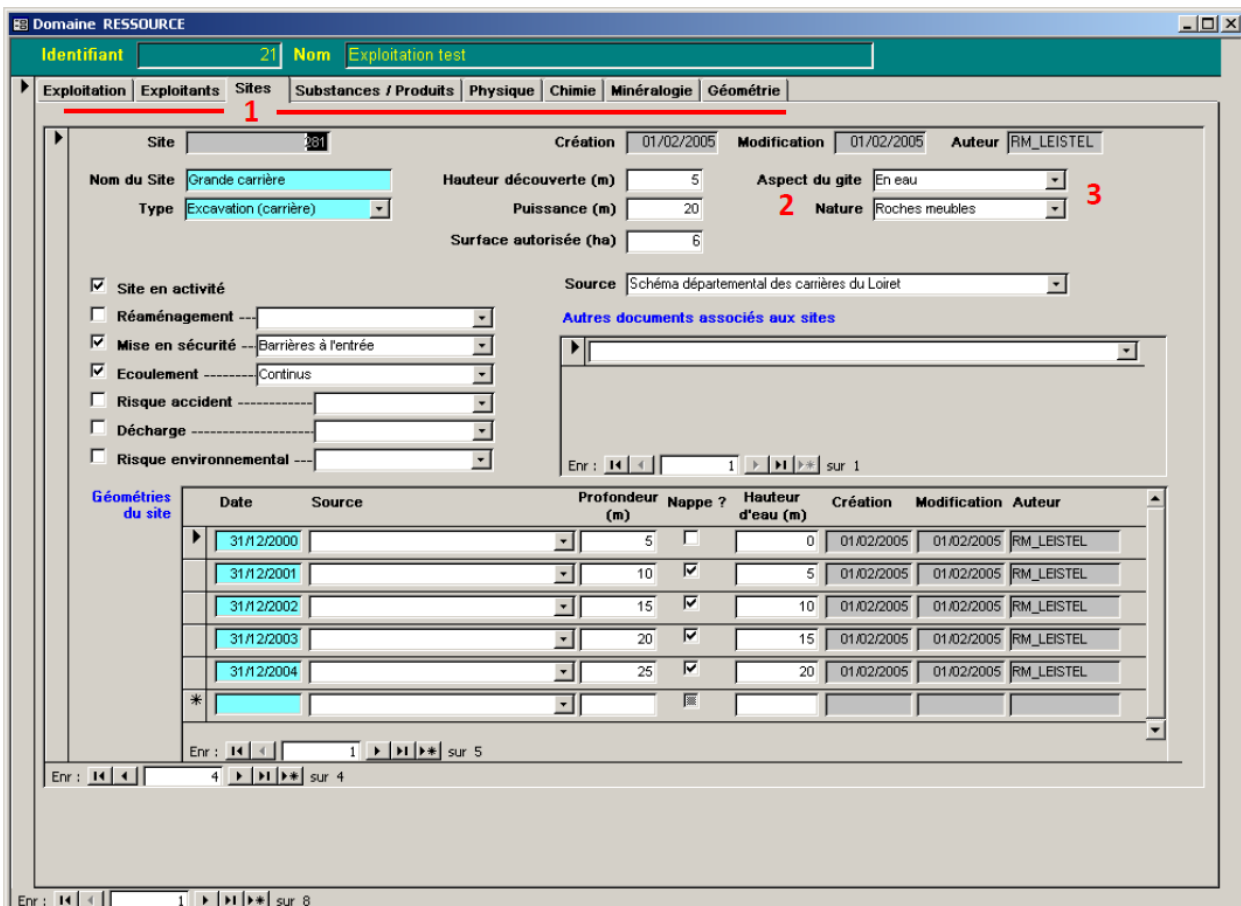 Domaine RESSOURCE
Identifiant 21 Nom Exploitation test
Exploitation Exploitants Sites Substances / Produits Physique Chimie Minéralogie Géométrie
1
Site 281 Création 01/02/2005 Modification 01/02/2005 Auteur RM_LEISTEL
Nom du Site Grande carrière Hauteur découverte (m) 5 Aspect du gite En eau
Type Excavation (carrière) Puissance (m) 20 2 Nature Roches meubles 3
Surface autorisée (ha) 6
Site en activité Source Schéma départemental des carrières du Loiret
Réaménagement --- Autres documents associés aux sites
Mise en sécurité -- Barrières à l'entrée
Ecoulement -------- Continus
Risque accident ------------
Décharge --------------------
Risque environnemental --- Enr : 1 sur 1
Géométries du site
Date Source Profondeur (m) Nappe ? Hauteur d'eau (m) Création Modification Auteur
31/12/2000 5 0 01/02/2005 01/02/2005 RM_LEISTEL
31/12/2001 10 5 01/02/2005 01/02/2005 RM_LEISTEL
31/12/2002 15 10 01/02/2005 01/02/2005 RM_LEISTEL
31/12/2003 20 15 01/02/2005 01/02/2005 RM_LEISTEL
31/12/2004 25 20 01/02/2005 01/02/2005 RM_LEISTEL
Enr : 1 sur 5
Enr : 4 sur 4
Enr : 1 sur 8